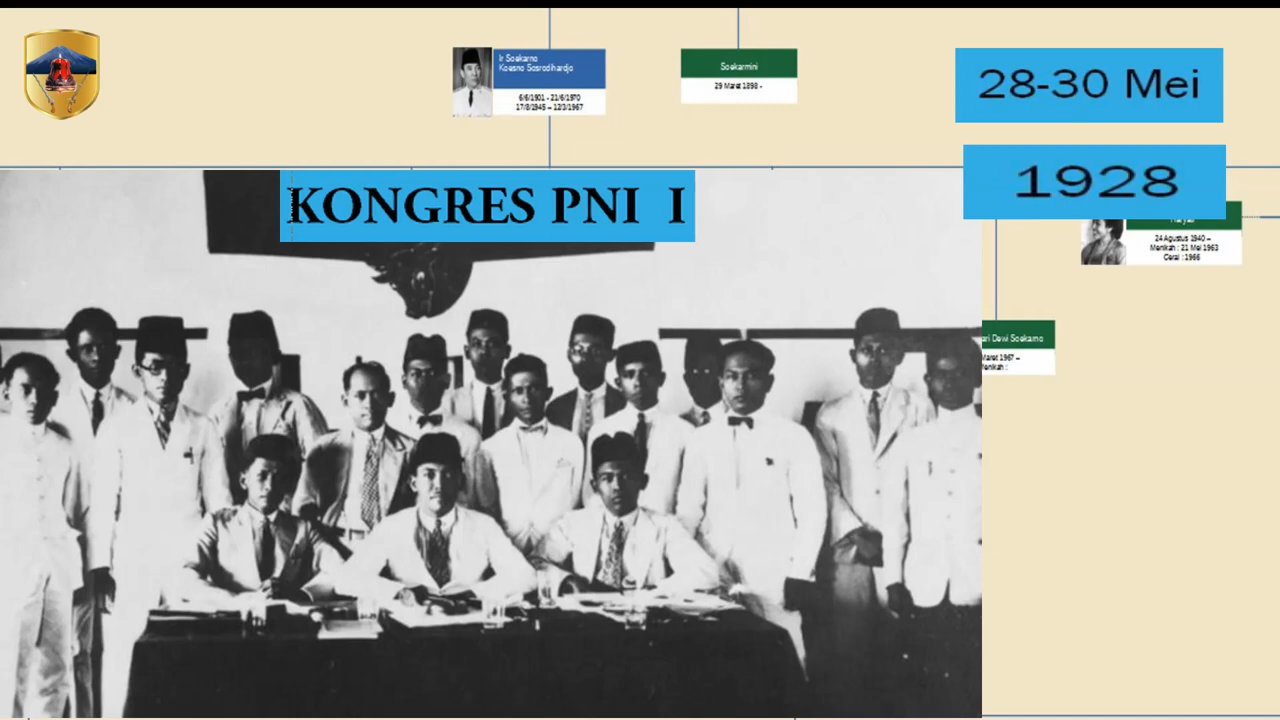 Ir Soekarno
Koesno Sosrodihardjo
6/6/1901 - 21/6/1970
17/8/1945 – 12/3/1967
Soekarmini
29 Maret 1898 -
28-30 Mei
1928
KONGRES PNI I
24 Agustus 1940 –
Menikah : 21 Mei 1963
Cerai : 1966
ari Dewi Soekarno
Maret 1967 –
enikah :